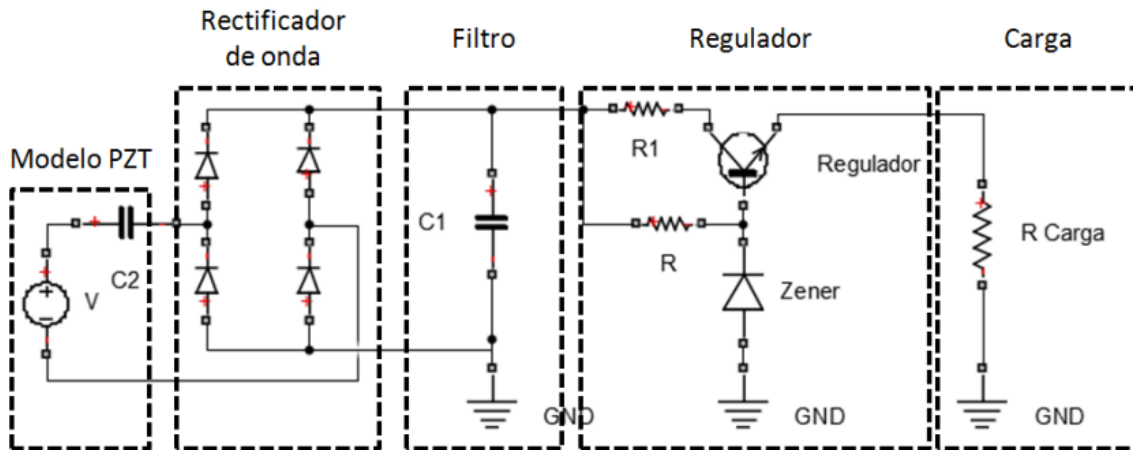 Rectificador
de onda
Filtro
Regulador
Carga
Modelo PZT
C2
V
C1
R1
Regulador
R
Zener
R Carga
GND
GND
GND